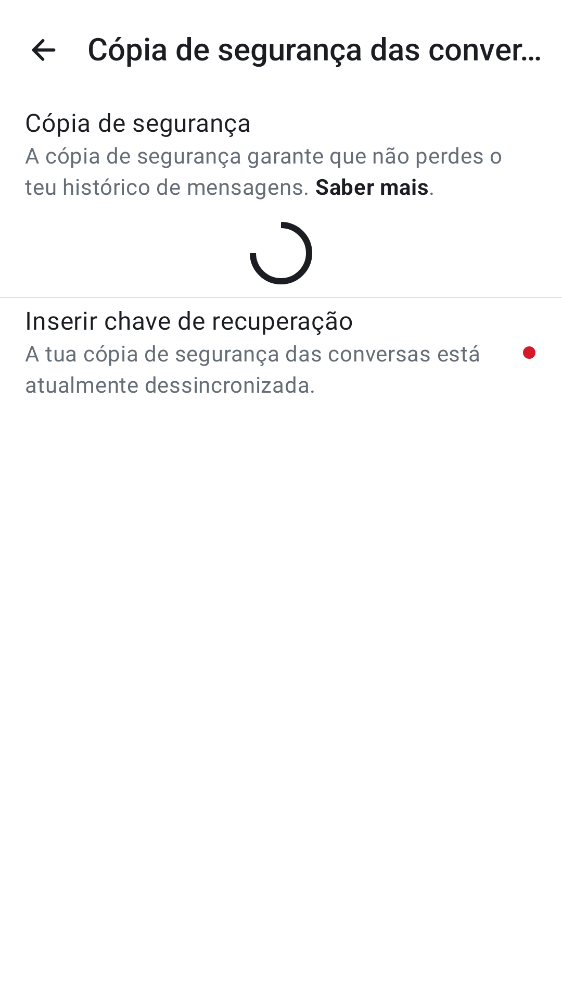 Cópia de segurança das conver...
Cópia de segurança
A cópia de segurança garante que não perdes o
teu histórico de mensagens. Saber mais.
Inserir chave de recuperação
A tua cópia de segurança das conversas está
atualmente dessincronizada.